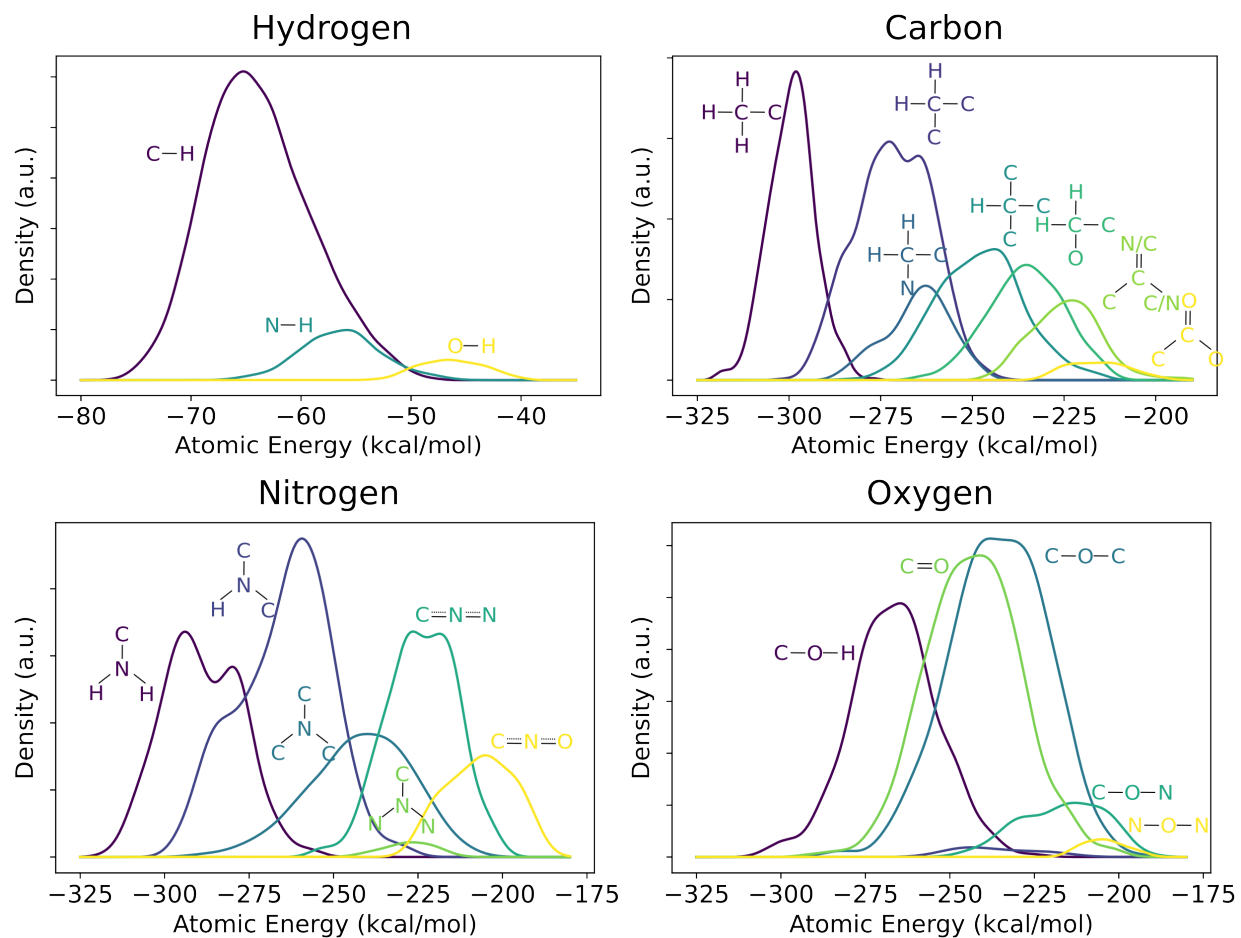 Hydrogen
C—H
N—H
O—H
Density (a.u.)
−80 −70 −60 −50 −40
Atomic Energy (kcal/mol)
Carbon
H
H—C—C
H
H
H—C—C
C
H
H—C—C
N
C
H—C—C
C
H
H—C—C
O
N/C
C
C C/N
O
C
C O
Density (a.u.)
−325 −300 −275 −250 −225 −200
Atomic Energy (kcal/mol)
Nitrogen
C
N
H H
C
N
H C
C
N
C C
C
N
N N
C=N=N
C=N=O
Density (a.u.)
−325 −300 −275 −250 −225 −200 −175
Atomic Energy (kcal/mol)
Oxygen
C—O—H
C=O
C—O—C
C—O—N
N—O—N
Density (a.u.)
−325 −300 −275 −250 −225 −200 −175
Atomic Energy (kcal/mol)